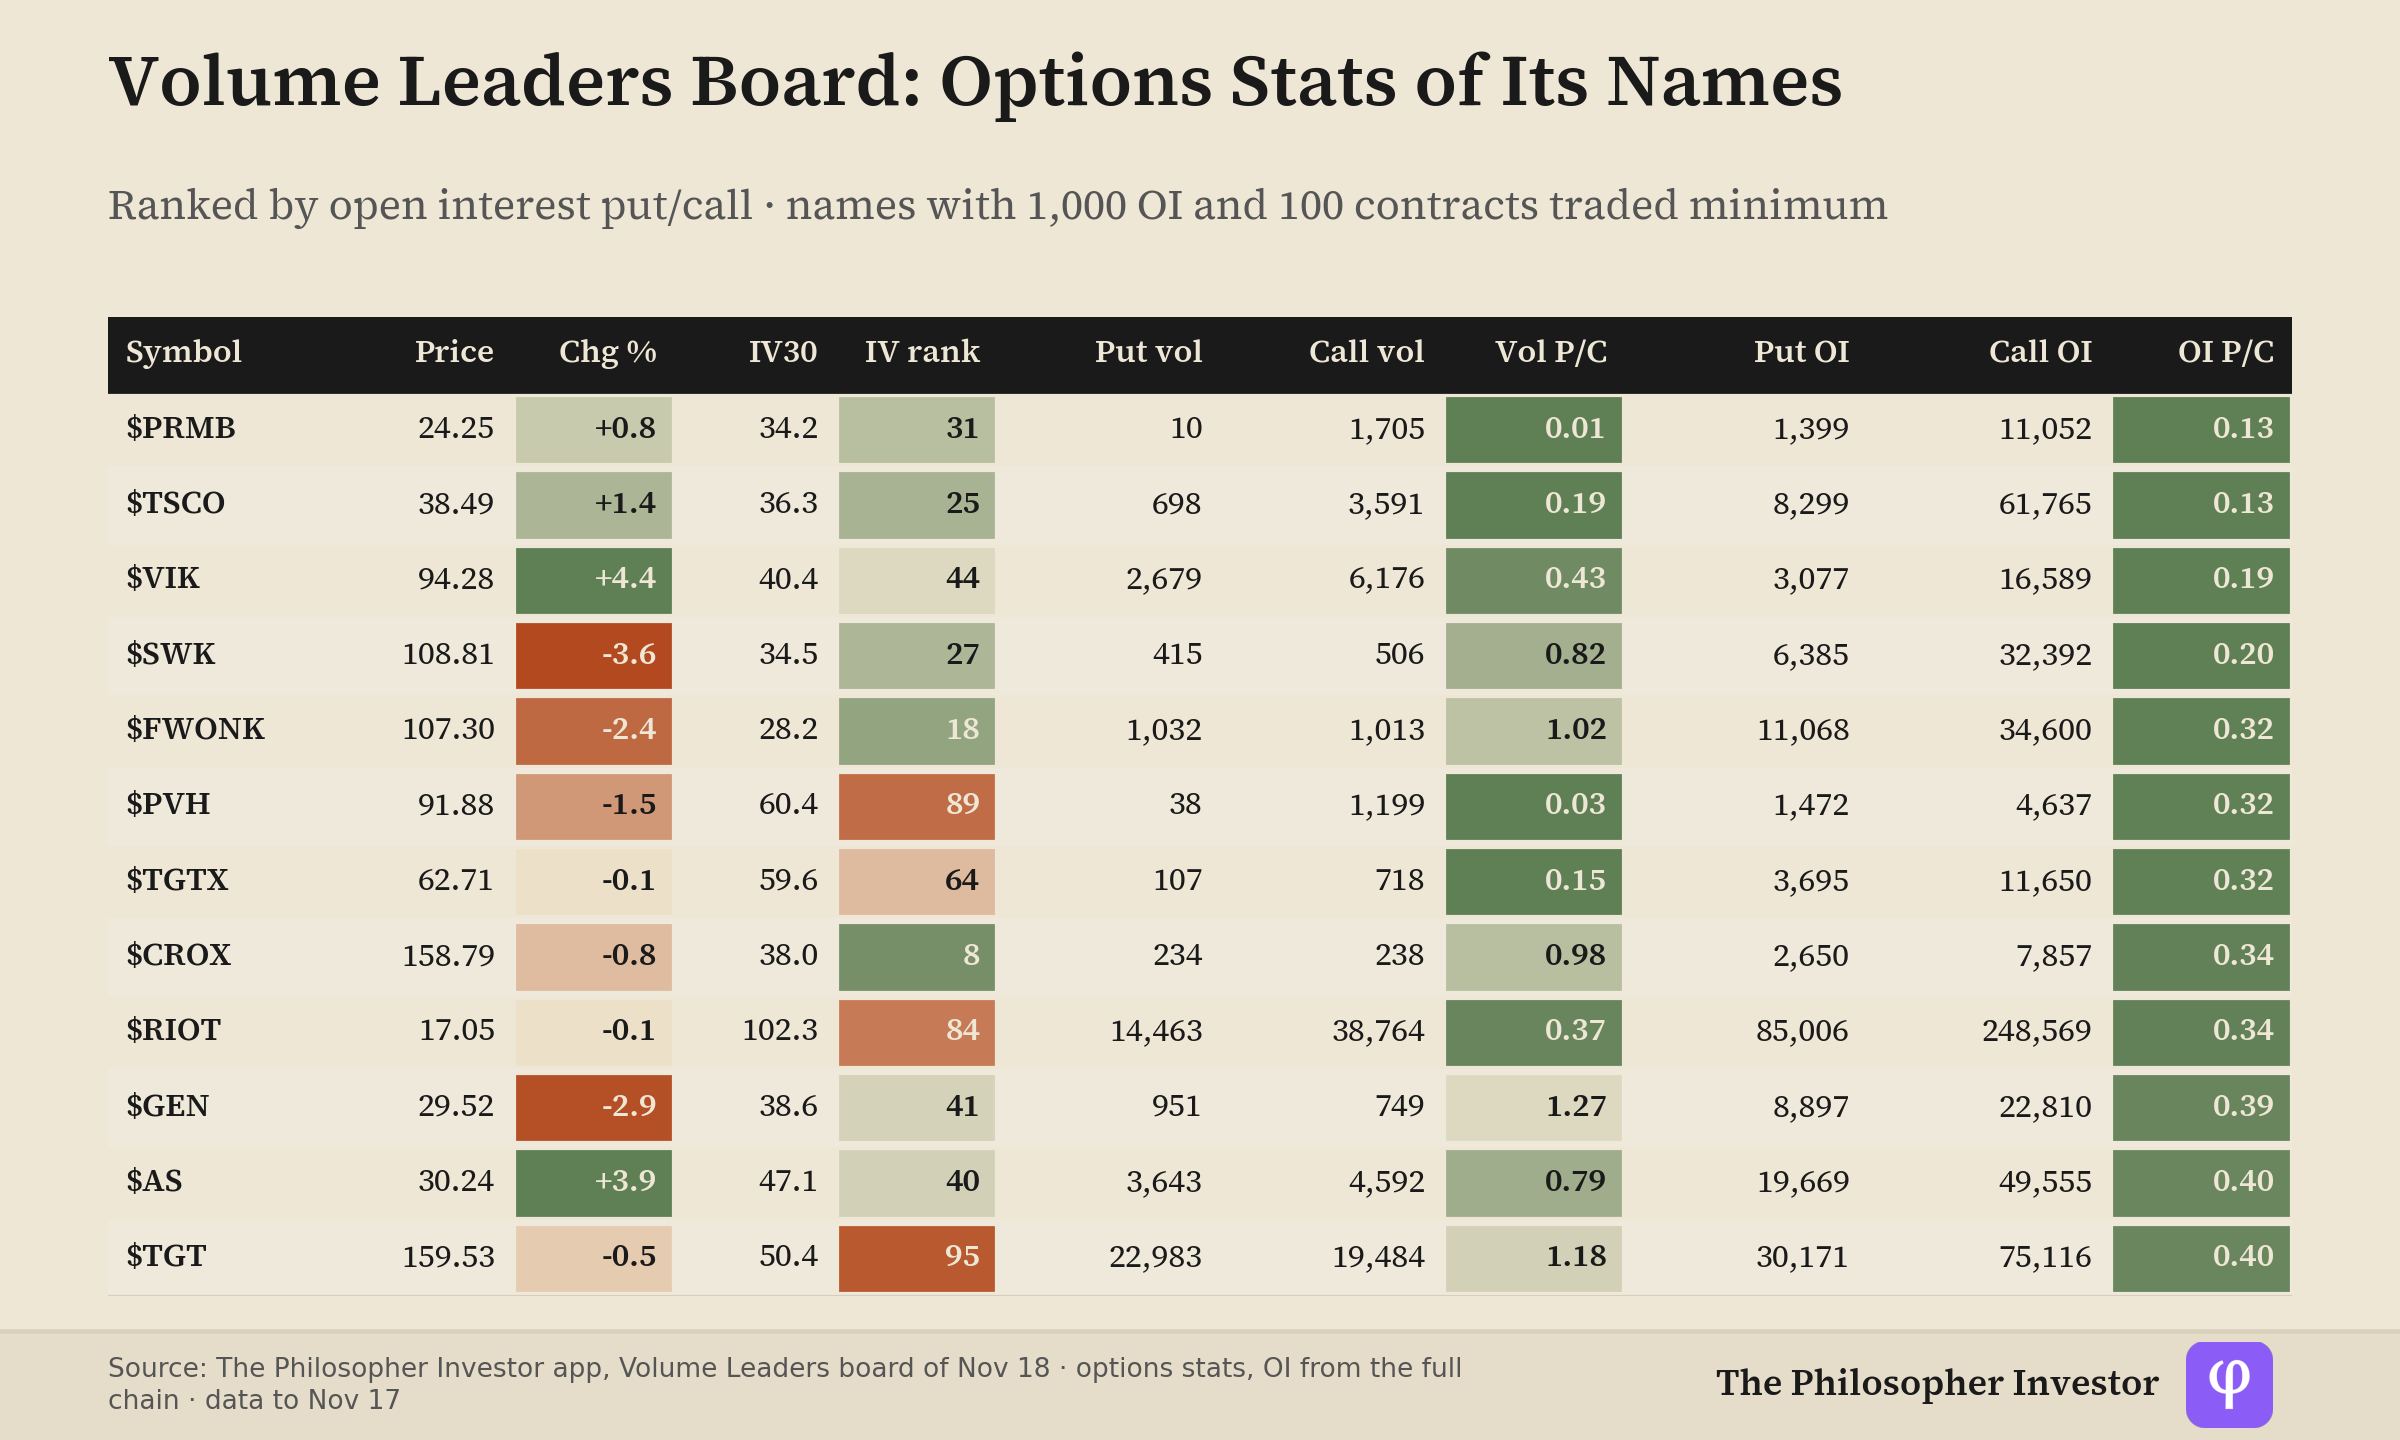 Volume Leaders Board: Options Stats of Its Names
Ranked by open interest put/call · names with 1,000 OI and 100 contracts traded minimum
Symbol Price Chg % IV30 IV rank Put vol Call vol Vol P/C Put OI Call OI OI P/C
$PRMB 24.25 +0.8 34.2 31 10 1,705 0.01 1,399 11,052 0.13
$TSCO 38.49 +1.4 36.3 25 698 3,591 0.19 8,299 61,765 0.13
$VIK 94.28 +4.4 40.4 44 2,679 6,176 0.43 3,077 16,589 0.19
$SWK 108.81 -3.6 34.5 27 415 506 0.82 6,385 32,392 0.20
$FWONK 107.30 -2.4 28.2 18 1,032 1,013 1.02 11,068 34,600 0.32
$PVH 91.88 -1.5 60.4 89 38 1,199 0.03 1,472 4,637 0.32
$TGTX 62.71 -0.1 59.6 64 107 718 0.15 3,695 11,650 0.32
$CROX 158.79 -0.8 38.0 8 234 238 0.98 2,650 7,857 0.34
$RIOT 17.05 -0.1 102.3 84 14,463 38,764 0.37 85,006 248,569 0.34
$GEN 29.52 -2.9 38.6 41 951 749 1.27 8,897 22,810 0.39
$AS 30.24 +3.9 47.1 40 3,643 4,592 0.79 19,669 49,555 0.40
$TGT 159.53 -0.5 50.4 95 22,983 19,484 1.18 30,171 75,116 0.40
Source: The Philosopher Investor app, Volume Leaders board of Nov 18 · options stats, OI from the full
chain · data to Nov 17
The Philosopher Investor φ